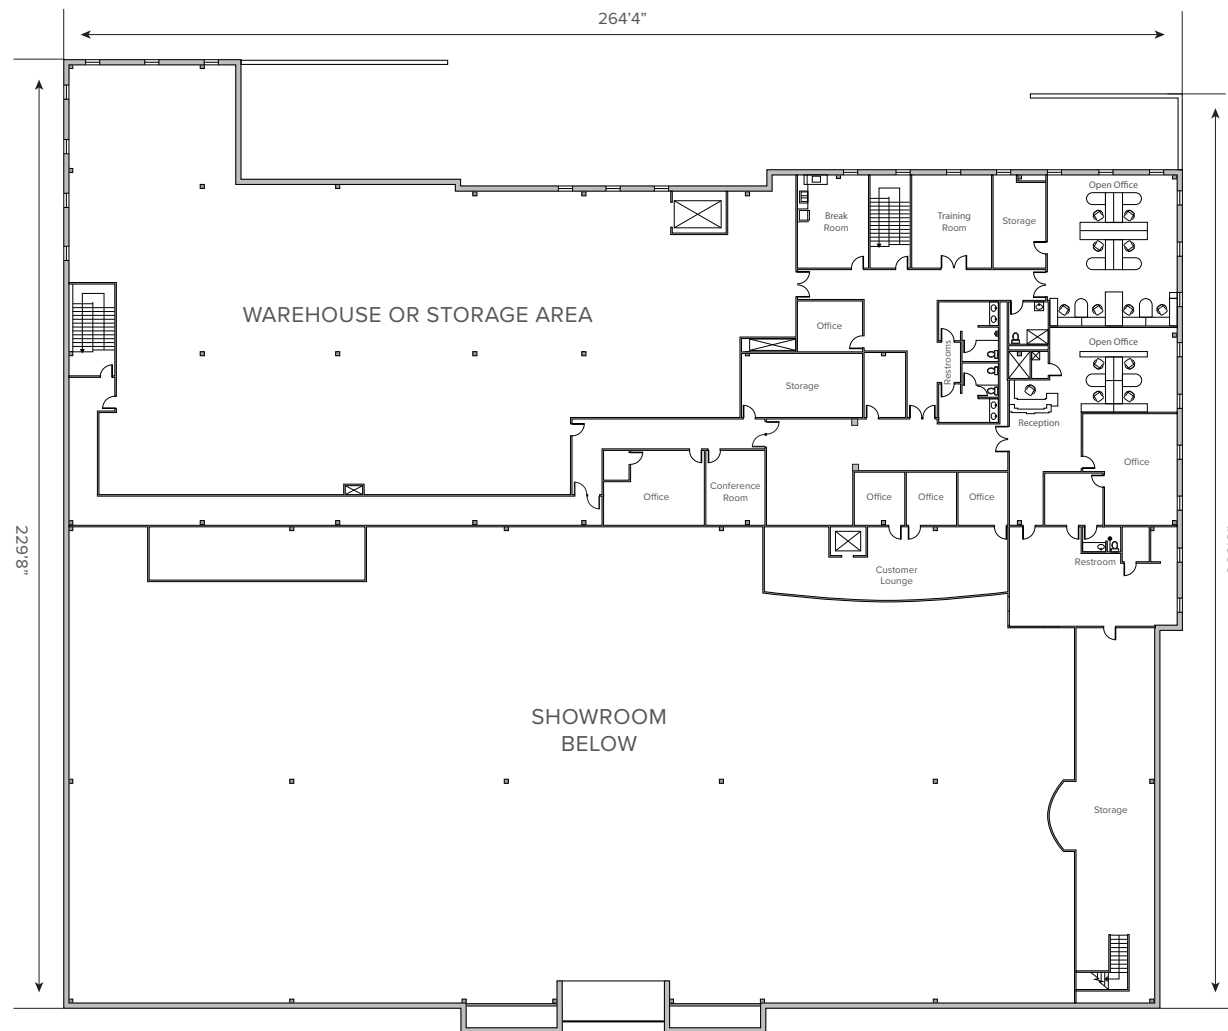 264'4"
Open Office
Break
Room
Training
Room
Storage
WAREHOUSE OR STORAGE AREA
Office
Restrooms
Open Office
Storage
Reception
Office
Office
Conference
Room
Office
Office
Office
229'8"
Customer
Lounge
Restroom
SHOWROOM
BELOW
Storage